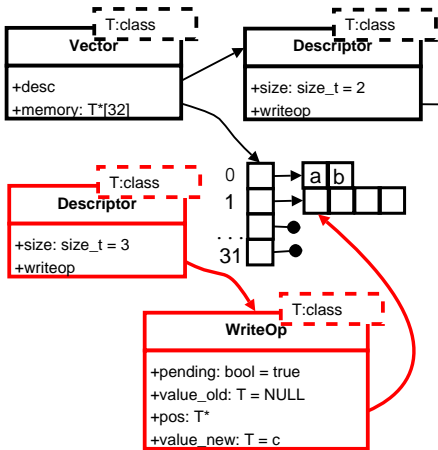 T:class
Vector
+desc
+memory: T*[32]
T:class
Descriptor
+size: size_t = 2
+writeop
0
a b
1
...
31
T:class
Descriptor
+size: size_t = 3
+writeop
T:class
WriteOp
+pending: bool = true
+value_old: T = NULL
+pos: T*
+value_new: T = c